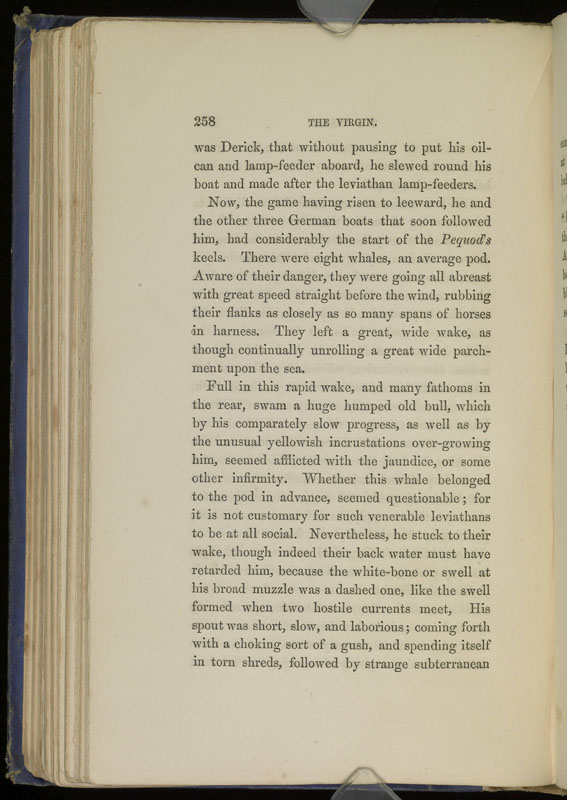 258 THE VIRGIN.
was Derick, that without pausing to put his oil-
can and lamp-feeder aboard, he slewed round his
boat and made after the leviathan lamp-feeders.
Now, the game having risen to leeward, he and
the other three German boats that soon followed
him, had considerably the start of the Pequod's
keels. There were eight whales, an average pod.
Aware of their danger, they were going all abreast
with great speed straight before the wind, rubbing
their flanks as closely as so many spans of horses
in harness. They left a great, wide wake, as
though continually unrolling a great wide parch-
ment upon the sea.
Full in this rapid wake, and many fathoms in
the rear, swam a huge humped old bull, which
by his comparately slow progress, as well as by
the unusual yellowish incrustations over-growing
him, seemed afflicted with the jaundice, or some
other infirmity. Whether this whale belonged
to the pod in advance, seemed questionable; for
it is not customary for such venerable leviathans
to be at all social. Nevertheless, he stuck to their
wake, though indeed their back water must have
retarded him, because the white-bone or swell at
his broad muzzle was a dashed one, like the swell
formed when two hostile currents meet, His
spout was short, slow, and laborious; coming forth
with a choking sort of a gush, and spending itself
in torn shreds, followed by strange subterranean